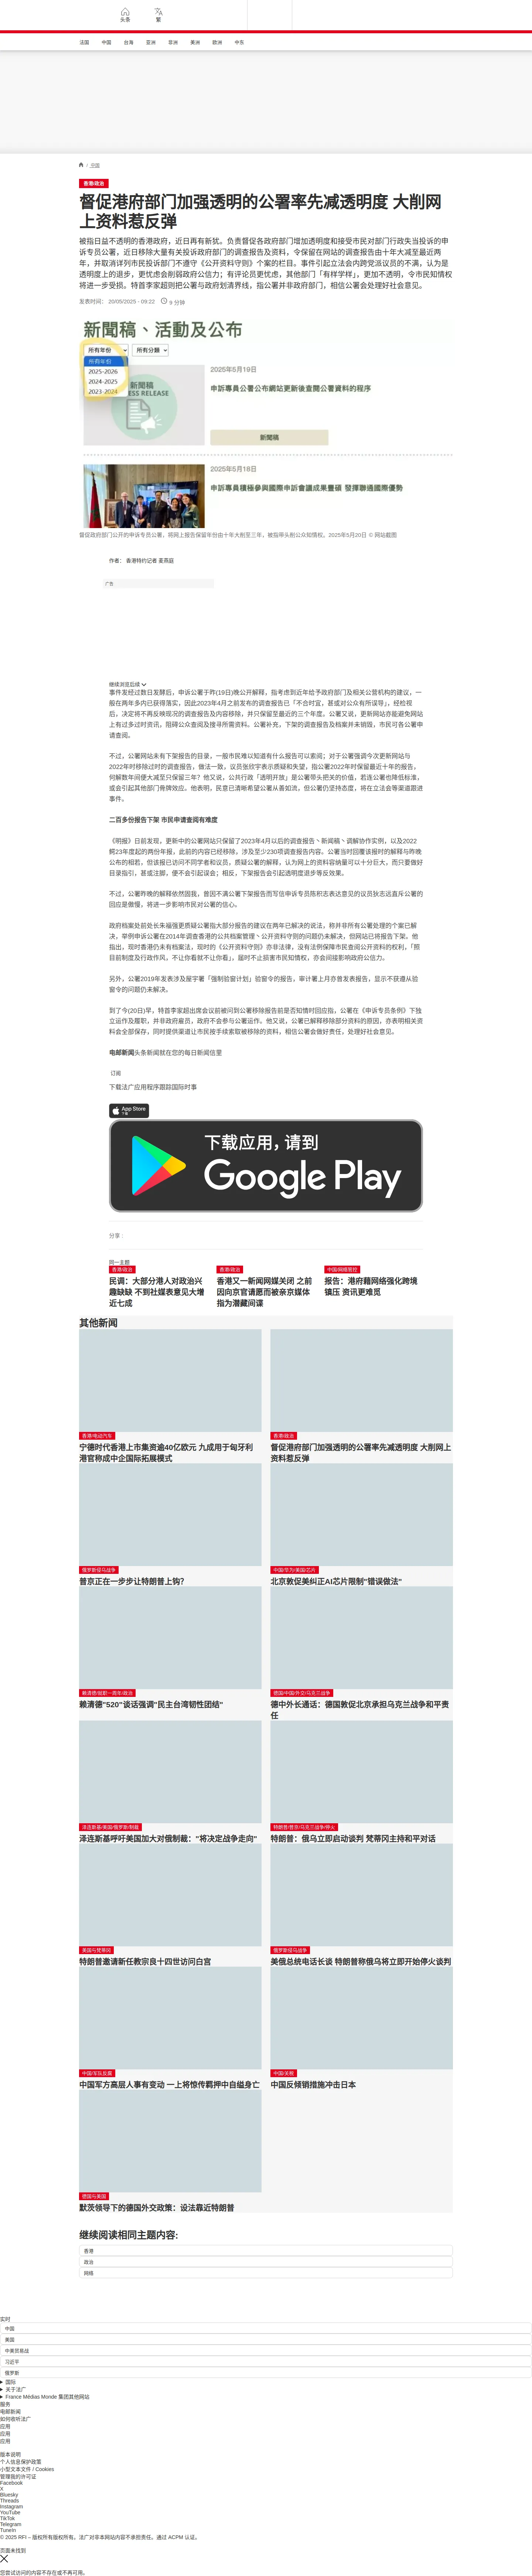 头条
繁
法国
中国
台海
亚洲
非洲
美洲
欧洲
中东
/ 中国
香港/政治
督促港府部门加强透明的公署率先减透明度 大削网
上资料惹反弹
被指日益不透明的香港政府，近日再有新犹。负责督促各政府部门增加透明度和接受市民对部门行政失当投诉的申
诉专员公署，近日移除大量有关投诉政府部门的调查报告及资料，令保留在网站的调查报告由十年大减至最近两
年，并取消详列市民投诉部门不遵守《公开资料守则》个案的栏目。事件引起立法会内跨党派议员的不满，认为是
透明度上的退步，更忧虑会削弱政府公信力；有评论员更忧虑，其他部门「有样学样」，更加不透明，令市民知情权
将进一步受损。特首李家超则把公署与政府划清界线，指公署并非政府部门，相信公署会处理好社会意见。
发表时间： 20/05/2025 - 09:22
9 分钟
新聞稿、活動及公布
所有年份
所有分類
所有年份
2025-2026
2024-2025
2023-2024
2025年5月19日
申訴專員公署公布網站更新後查閱公署資料的程序
新聞稿
PRESS RELEASE
新聞稿
2025年5月18日
申訴專員積極參與國際申訴會議成果豐碩 發揮聯通國際優勢
督促政府部门公开的申诉专员公署，将网上报告保留年份由十年大削至三年，被指带头削公众知情权。2025年5月20日 © 网站截图
作者： 香港特约记者 麦燕庭
广告
继续浏览后续
事件发经过数日发酵后，申诉公署于昨(19日)晚公开解释，指考虑到近年给予政府部门及相关公营机构的建议，一
般在两年多内已获得落实，因此2023年4月之前发布的调查报告已「不合时宜，甚或对公众有所误导」，经检视
后，决定将不再反映现况的调查报告及内容移除，并只保留至最近的三个年度。公署又说，更新网站亦能避免网站
上有过多过时资讯，阻碍公众查阅及搜寻所需资料。公署补充，下架的调查报告及档案并未销毁，市民可各公署申
请查阅。
不过，公署网站未有下架报告的目录，一般市民难以知道有什么报告可以索阅；对于公署强调今次更新网站与
2022年时移除过时的调查报告，做法一致，议员张欣宇表示质疑和失望，指公署2022年时保留最近十年的报告，
何解数年间便大减至只保留三年？他又说，公共行政「透明开放」是公署带头把关的价值，若连公署也降低标准，
或会引起其他部门骨牌效应。他表明，民意已清晰希望公署从善如流，但公署仍坚持态度，将在立法会等渠道跟进
事件。
二百多份报告下架 市民申请查阅有难度
《明报》日前发现，更新中的公署网站只保留了2023年4月以后的调查报告丶新闻稿丶调解协作实例，以及2022
輊23年度起的两份年报，此前的内容已经移除，涉及至少230项调查报告内容。公署当时回覆该报时的解释与昨晚
公布的相若，但该报已访问不同学者和议员，质疑公署的解释，认为网上的资料容纳量可以十分巨大，而只要做好
目录指引，甚或注脚，便不会引起误会；相反，下架报告会引起透明度退步等反效果。
不过，公署昨晚的解释依然固我，曾因不满公署下架报告而写信申诉专员陈积志表达意见的议员狄志远直斥公署的
回应是傲慢，将进一步影响市民对公署的信心。
政府档案处前处长朱福强更质疑公署指大部分报告的建议在两年已解决的说法，称并非所有公署处理的个案已解
决，举例申诉公署在2014年调查香港的公共档案管理丶公开资料守则的问题仍未解决，但网站已将报告下架。他
指出，现时香港仍未有档案法，现时的《公开资料守则》亦非法律，没有法例保障市民查阅公开资料的权利，「照
目前制度及行政作风，不让你看就不让你看」，届时不止损害市民知情权，亦会间接影响政府公信力。
另外，公署2019年发表涉及屋宇署「强制验窗计划」验窗令的报告，审计署上月亦曾发表报告，显示不获遵从验
窗令的问题仍未解决。
到了今(20日)早，特首李家超出席会议前被问到公署移除报告前是否知情时回应指，公署在《申诉专员条例》下独
立运作及履职，并非政府雇员，政府不会参与公署运作。他又说，公署已解释移除部分资料的原因，亦表明相关资
料会全部保存，同时提供渠道让市民按手续索取被移除的资料，相信公署会做好责任，处理好社会意见。
电邮新闻头条新闻就在您的每日新闻信里
订阅
下载法广应用程序跟踪国际时事
App Store
下载
下载应用，请到
Google Play
分享 :
同一主题
香港/政治
民调：大部分港人对政治兴
趣缺缺 不到社媒表意见大增
近七成
香港/政治
香港又一新闻网媒关闭 之前
因向京官请愿而被亲京媒体
指为潜藏间谍
中国/网络管控
报告：港府藉网络强化跨境
镇压 资讯更难觅
其他新闻
香港/电动汽车
宁德时代香港上市集资逾40亿欧元 九成用于匈牙利
港官称成中企国际拓展模式
香港/政治
督促港府部门加强透明的公署率先减透明度 大削网上
资料惹反弹
俄罗斯侵乌战争
普京正在一步步让特朗普上钩？
中国/华为/美国/芯片
北京敦促美纠正AI芯片限制"错误做法"
赖清德/就职一周年/政治
赖清德"520"谈话强调"民主台湾韧性团结"
德国/中国/外交/乌克兰战争
德中外长通话：德国敦促北京承担乌克兰战争和平责
任
泽连斯基/美国/俄罗斯/制裁
泽连斯基呼吁美国加大对俄制裁："将决定战争走向"
特朗普/普京/乌克兰战争/停火
特朗普：俄乌立即启动谈判 梵蒂冈主持和平对话
美国与梵蒂冈
特朗普邀请新任教宗良十四世访问白宫
俄罗斯侵乌战争
美俄总统电话长谈 特朗普称俄乌将立即开始停火谈判
中国/军队反腐
中国军方高层人事有变动 一上将惊传羁押中自缢身亡
中国/关税
中国反倾销措施冲击日本
德国与美国
默茨领导下的德国外交政策：设法靠近特朗普
继续阅读相同主题内容:
香港
政治
网络
实时
中国
美国
中美贸易战
习近平
俄罗斯
国际
关于法广
France Médias Monde 集团其他网站
服务
电邮新闻
如何收听法广
应用
应用
应用
版本说明
个人信息保护政策
小型文本文件 / Cookies
管理我的许可证
Facebook
X
Bluesky
Threads
Instagram
YouTube
TikTok
Telegram
TuneIn
© 2025 RFI – 版权所有版权所有。法广对非本网站内容不承担责任。通过 ACPM 认证。
页面未找到
您尝试访问的内容不存在或不再可用。